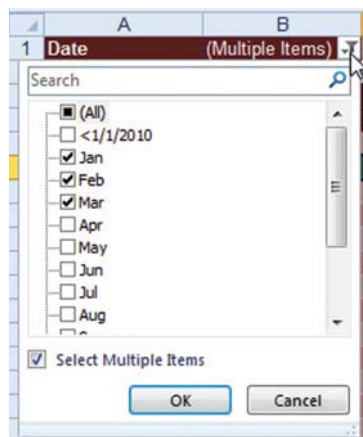 A B
1 Date (Multiple Items)
Search
(All)
<1/1/2010
Jan
Feb
Mar
Apr
May
Jun
Jul
Aug
Select Multiple Items
OK Cancel